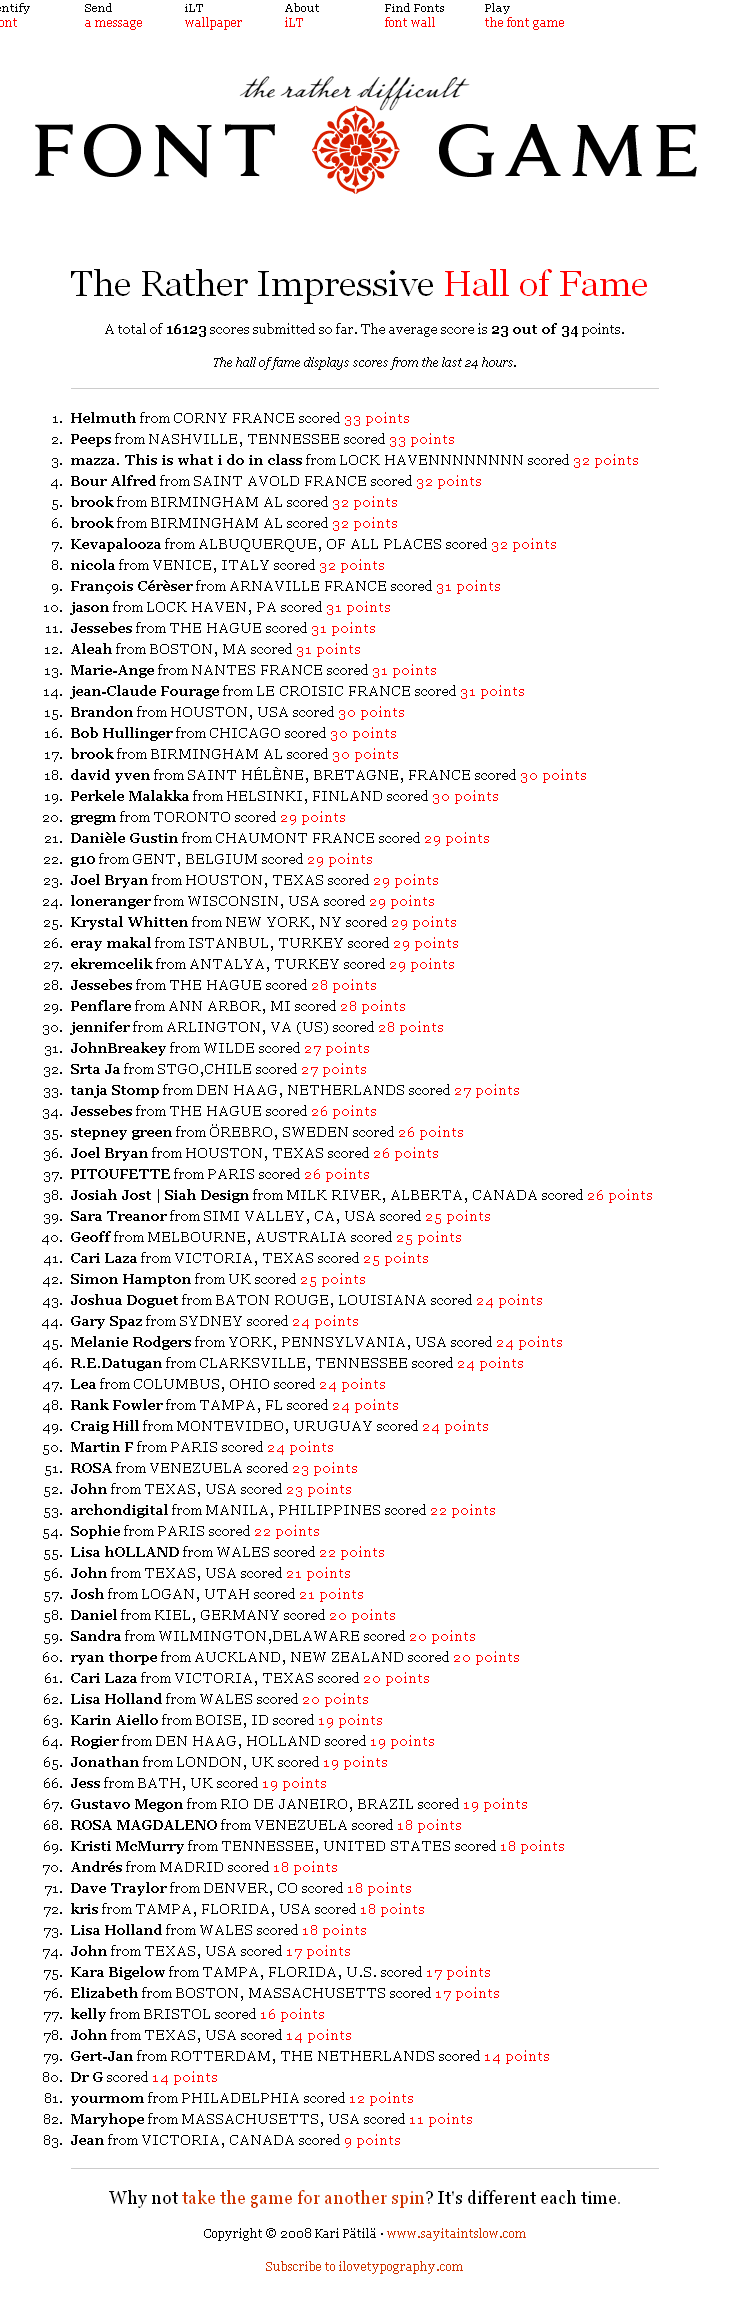 entify Send iLT About Find Fonts Play
ont a message wallpaper iLT font wall the font game
the rather difficult
FONT GAME
The Rather Impressive Hall of Fame
A total of 16123 scores submitted so far. The average score is 23 out of 34 points.
The hall of fame displays scores from the last 24 hours.
1. Helmuth from CORNY FRANCE scored 33 points
2. Peeps from NASHVILLE, TENNESSEE scored 33 points
3. mazza. This is what i do in class from LOCK HAVENNNNNNNN scored 32 points
4. Bour Alfred from SAINT AVOLD FRANCE scored 32 points
5. brook from BIRMINGHAM AL scored 32 points
6. brook from BIRMINGHAM AL scored 32 points
7. Kevapalooza from ALBUQUERQUE, OF ALL PLACES scored 32 points
8. nicola from VENICE, ITALY scored 32 points
9. François Cérèser from ARNAVILLE FRANCE scored 31 points
10. jason from LOCK HAVEN, PA scored 31 points
11. Jessebes from THE HAGUE scored 31 points
12. Aleah from BOSTON, MA scored 31 points
13. Marie-Ange from NANTES FRANCE scored 31 points
14. jean-Claude Fourage from LE CROISIC FRANCE scored 31 points
15. Brandon from HOUSTON, USA scored 30 points
16. Bob Hullinger from CHICAGO scored 30 points
17. brook from BIRMINGHAM AL scored 30 points
18. david yven from SAINT HÉLÈNE, BRETAGNE, FRANCE scored 30 points
19. Perkele Malakka from HELSINKI, FINLAND scored 30 points
20. gregm from TORONTO scored 29 points
21. Danièle Gustin from CHAUMONT FRANCE scored 29 points
22. g10 from GENT, BELGIUM scored 29 points
23. Joel Bryan from HOUSTON, TEXAS scored 29 points
24. loneranger from WISCONSIN, USA scored 29 points
25. Krystal Whitten from NEW YORK, NY scored 29 points
26. eray makal from ISTANBUL, TURKEY scored 29 points
27. ekremcelik from ANTALYA, TURKEY scored 29 points
28. Jessebes from THE HAGUE scored 28 points
29. Penflare from ANN ARBOR, MI scored 28 points
30. jennifer from ARLINGTON, VA (US) scored 28 points
31. JohnBreakey from WILDE scored 27 points
32. Srta Ja from STGO,CHILE scored 27 points
33. tanja Stomp from DEN HAAG, NETHERLANDS scored 27 points
34. Jessebes from THE HAGUE scored 26 points
35. stepney green from ÖREBRO, SWEDEN scored 26 points
36. Joel Bryan from HOUSTON, TEXAS scored 26 points
37. PITOUFETTE from PARIS scored 26 points
38. Josiah Jost | Siah Design from MILK RIVER, ALBERTA, CANADA scored 26 points
39. Sara Treanor from SIMI VALLEY, CA, USA scored 25 points
40. Geoff from MELBOURNE, AUSTRALIA scored 25 points
41. Cari Laza from VICTORIA, TEXAS scored 25 points
42. Simon Hampton from UK scored 25 points
43. Joshua Doguet from BATON ROUGE, LOUISIANA scored 24 points
44. Gary Spaz from SYDNEY scored 24 points
45. Melanie Rodgers from YORK, PENNSYLVANIA, USA scored 24 points
46. R.E.Datugan from CLARKSVILLE, TENNESSEE scored 24 points
47. Lea from COLUMBUS, OHIO scored 24 points
48. Rank Fowler from TAMPA, FL scored 24 points
49. Craig Hill from MONTEVIDEO, URUGUAY scored 24 points
50. Martin F from PARIS scored 24 points
51. ROSA from VENEZUELA scored 23 points
52. John from TEXAS, USA scored 23 points
53. archondigital from MANILA, PHILIPPINES scored 22 points
54. Sophie from PARIS scored 22 points
55. Lisa hOLLAND from WALES scored 22 points
56. John from TEXAS, USA scored 21 points
57. Josh from LOGAN, UTAH scored 21 points
58. Daniel from KIEL, GERMANY scored 20 points
59. Sandra from WILMINGTON,DELAWARE scored 20 points
60. ryan thorpe from AUCKLAND, NEW ZEALAND scored 20 points
61. Cari Laza from VICTORIA, TEXAS scored 20 points
62. Lisa Holland from WALES scored 20 points
63. Karin Aiello from BOISE, ID scored 19 points
64. Rogier from DEN HAAG, HOLLAND scored 19 points
65. Jonathan from LONDON, UK scored 19 points
66. Jess from BATH, UK scored 19 points
67. Gustavo Megon from RIO DE JANEIRO, BRAZIL scored 19 points
68. ROSA MAGDALENO from VENEZUELA scored 18 points
69. Kristi McMurry from TENNESSEE, UNITED STATES scored 18 points
70. Andrés from MADRID scored 18 points
71. Dave Traylor from DENVER, CO scored 18 points
72. kris from TAMPA, FLORIDA, USA scored 18 points
73. Lisa Holland from WALES scored 18 points
74. John from TEXAS, USA scored 17 points
75. Kara Bigelow from TAMPA, FLORIDA, U.S. scored 17 points
76. Elizabeth from BOSTON, MASSACHUSETTS scored 17 points
77. kelly from BRISTOL scored 16 points
78. John from TEXAS, USA scored 14 points
79. Gert-Jan from ROTTERDAM, THE NETHERLANDS scored 14 points
80. Dr G scored 14 points
81. yourmom from PHILADELPHIA scored 12 points
82. Maryhope from MASSACHUSETTS, USA scored 11 points
83. Jean from VICTORIA, CANADA scored 9 points
Why not take the game for another spin? It's different each time.
Copyright © 2008 Kari Pätilä · www.sayitaintslow.com
Subscribe to ilovetypography.com